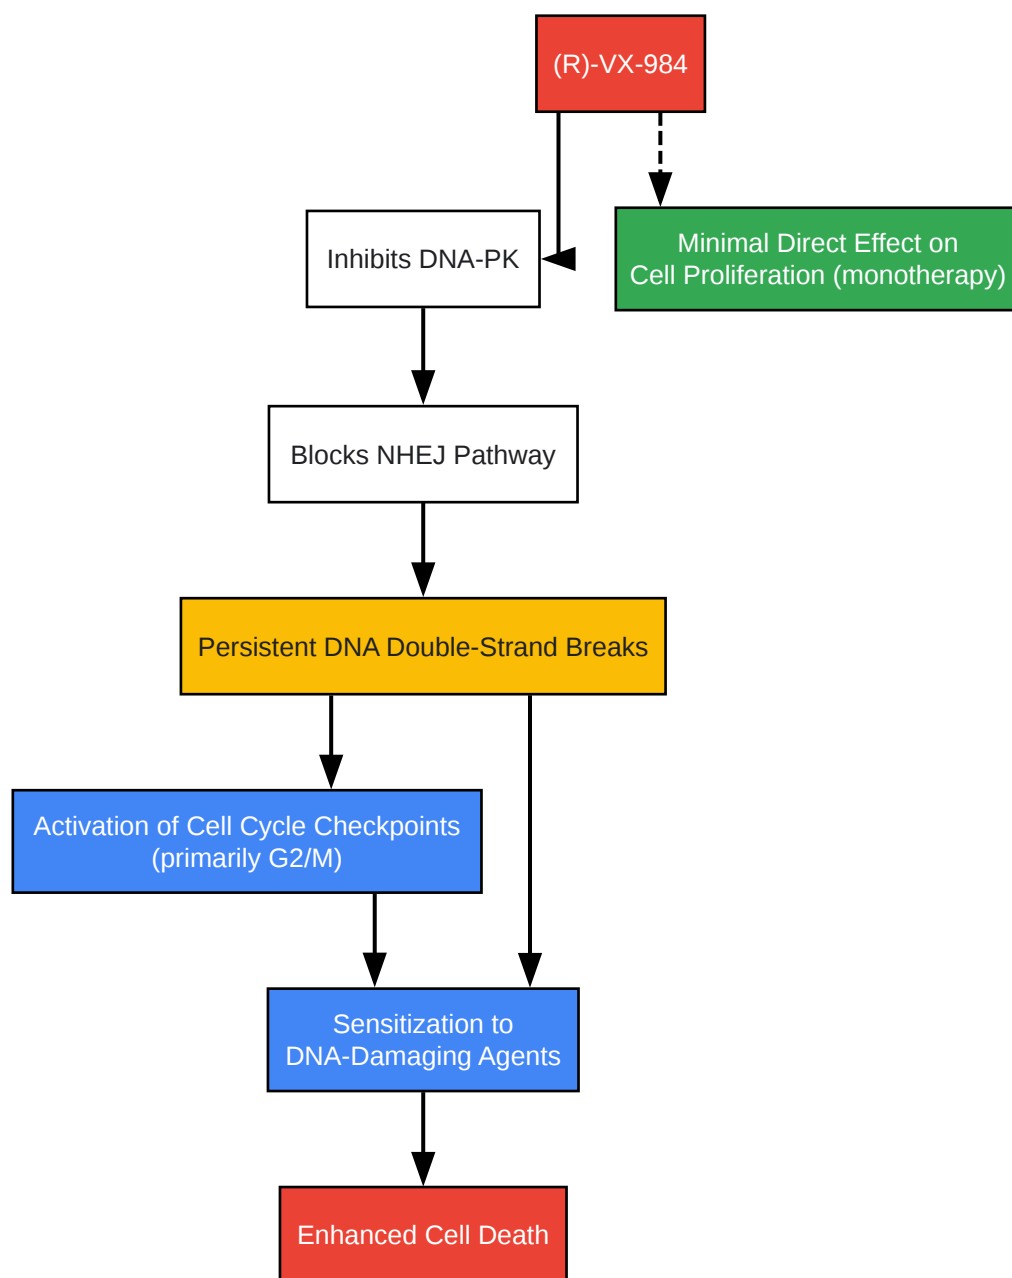 (R)-VX-984
Inhibits DNA-PK
Minimal Direct Effect on
Cell Proliferation (monotherapy)
Blocks NHEJ Pathway
Persistent DNA Double-Strand Breaks
Activation of Cell Cycle Checkpoints
(primarily G2/M)
Sensitization to
DNA-Damaging Agents
Enhanced Cell Death